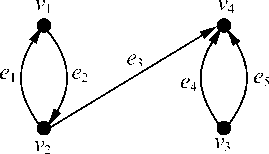 v₁ v₄
e₁ e₂ e₃ e₄ e₅
v₂ v₃